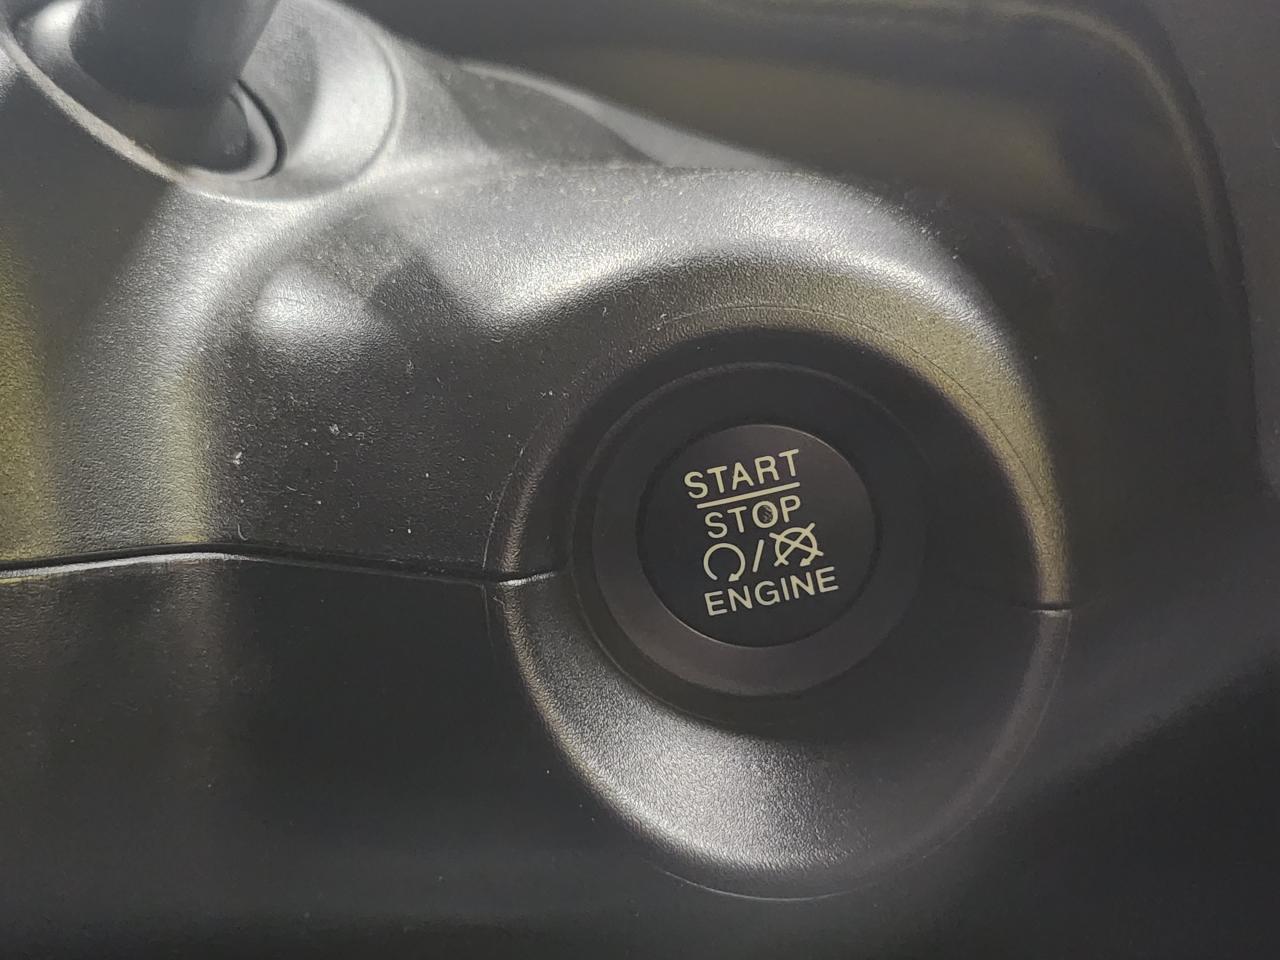 START
STOP
/
ENGINE